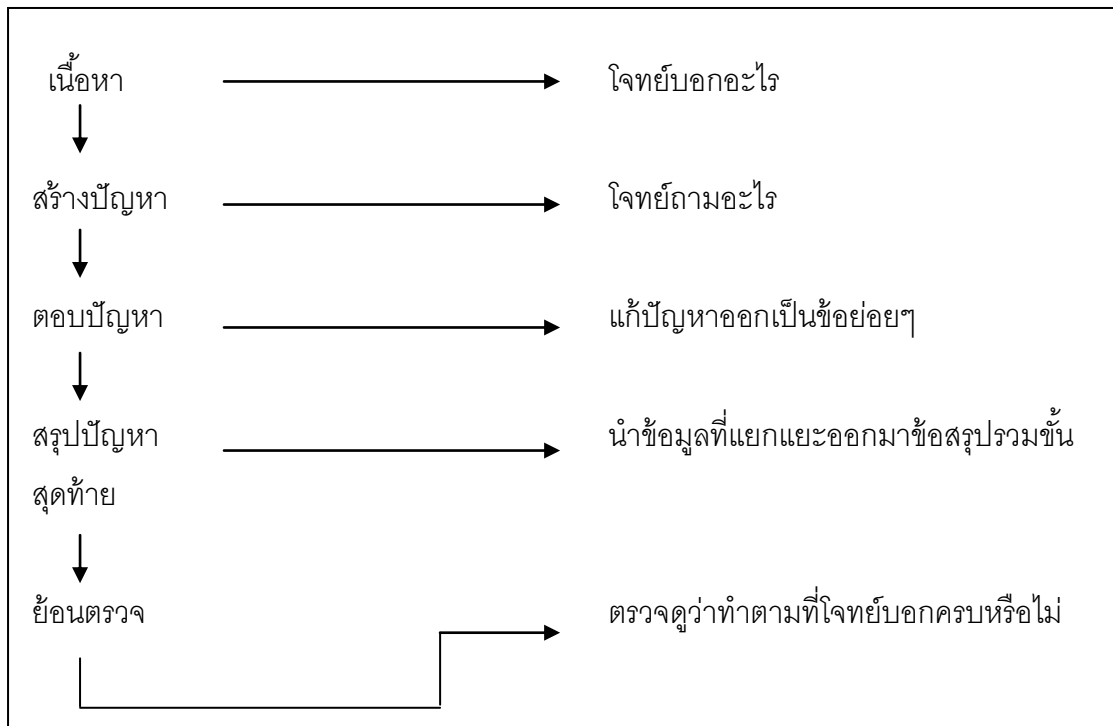 เนื้อหา โจทย์บอกอะไร
สร้างปัญหา โจทย์ถามอะไร
ตอบปัญหา แก้ปัญหาออกเป็นข้อย่อยๆ
สรุปปัญหา นำข้อมูลที่แยกแยะออกมาข้อสรุปรวมขั้น
สุดท้าย
ย้อนตรวจ ตรวจดูว่าทำตามที่โจทย์บอกครบหรือไม่